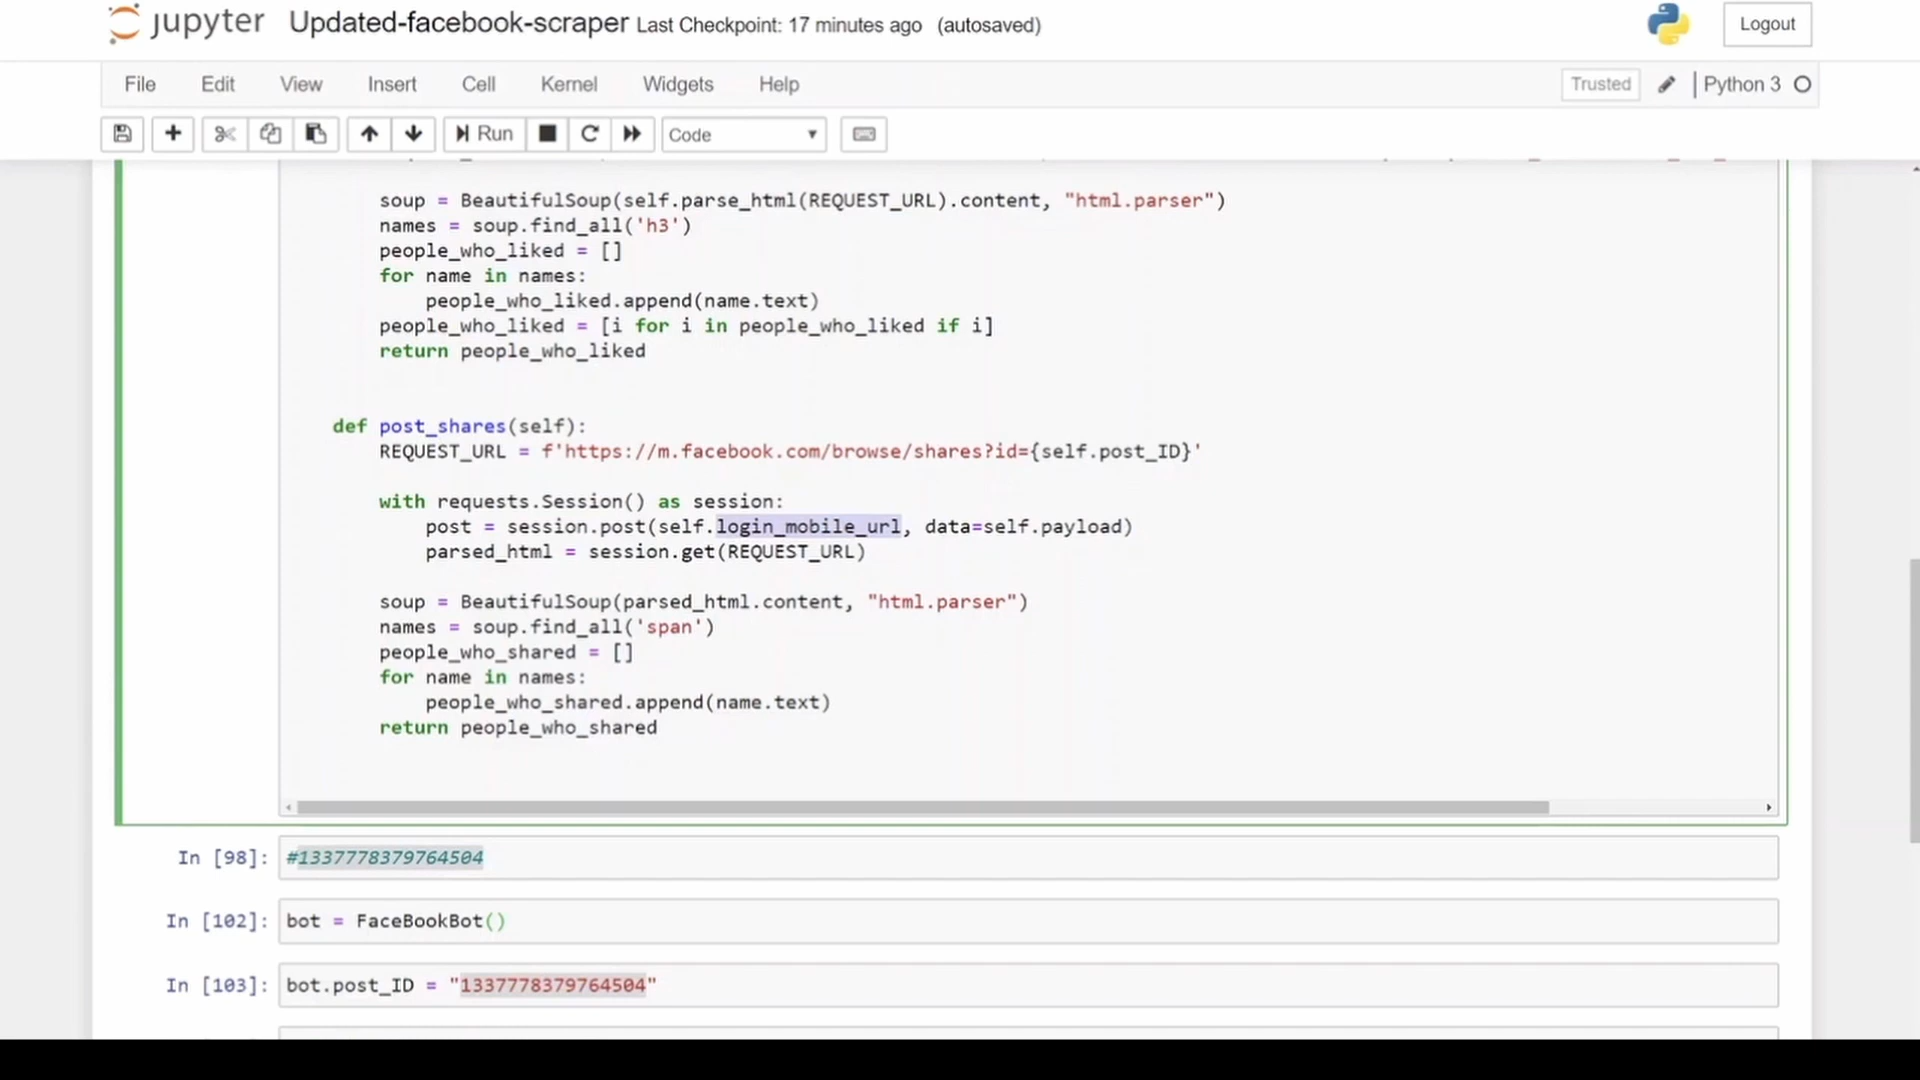 jupyter Updated-facebook-scraper Last Checkpoint: 17 minutes ago (autosaved) Logout
File Edit View Insert Cell Kernel Widgets Help Trusted Python 3
Run Code
soup = BeautifulSoup(self.parse_html(REQUEST_URL).content, "html.parser")
names = soup.find_all('h3')
people_who_liked = []
for name in names:
people_who_liked.append(name.text)
people_who_liked = [i for i in people_who_liked if i]
return people_who_liked
def post_shares(self):
REQUEST_URL = f'https://m.facebook.com/browse/shares?id={self.post_ID}'
with requests.Session() as session:
post = session.post(self.login_mobile_url, data=self.payload)
parsed_html = session.get(REQUEST_URL)
soup = BeautifulSoup(parsed_html.content, "html.parser")
names = soup.find_all('span')
people_who_shared = []
for name in names:
people_who_shared.append(name.text)
return people_who_shared
In [98]: #1337778379764504
In [102]: bot = FaceBookBot()
In [103]: bot.post_ID = "1337778379764504"